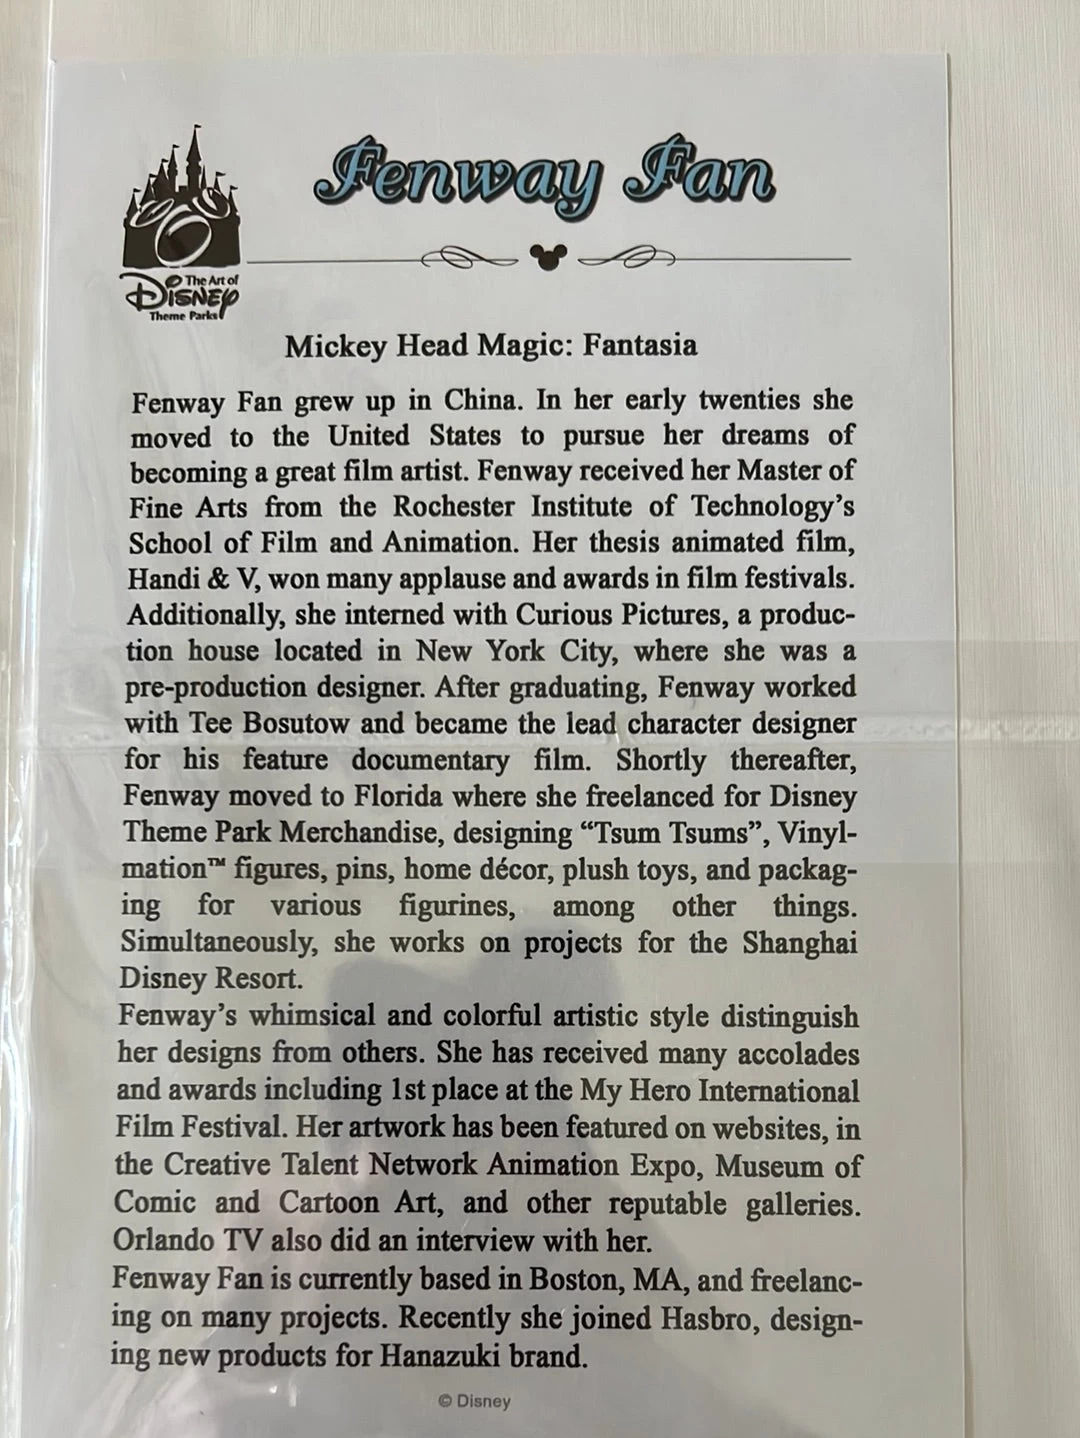 Fenway Fan
The Art of
Disney
Theme Parks
Mickey Head Magic: Fantasia
Fenway Fan grew up in China. In her early twenties she
moved to the United States to pursue her dreams of
becoming a great film artist. Fenway received her Master of
Fine Arts from the Rochester Institute of Technology's
School of Film and Animation. Her thesis animated film,
Handi & V, won many applause and awards in film festivals.
Additionally, she interned with Curious Pictures, a produc-
tion house located in New York City, where she was a
pre-production designer. After graduating, Fenway worked
with Tee Bosutow and became the lead character designer
for his feature documentary film. Shortly thereafter,
Fenway moved to Florida where she freelanced for Disney
Theme Park Merchandise, designing “Tsum Tsums”, Vinyl-
mation™ figures, pins, home décor, plush toys, and packag-
ing for various figurines, among other things.
Simultaneously, she works on projects for the Shanghai
Disney Resort.
Fenway's whimsical and colorful artistic style distinguish
her designs from others. She has received many accolades
and awards including 1st place at the My Hero International
Film Festival. Her artwork has been featured on websites, in
the Creative Talent Network Animation Expo, Museum of
Comic and Cartoon Art, and other reputable galleries.
Orlando TV also did an interview with her.
Fenway Fan is currently based in Boston, MA, and freelanc-
ing on many projects. Recently she joined Hasbro, design-
ing new products for Hanazuki brand.
© Disney